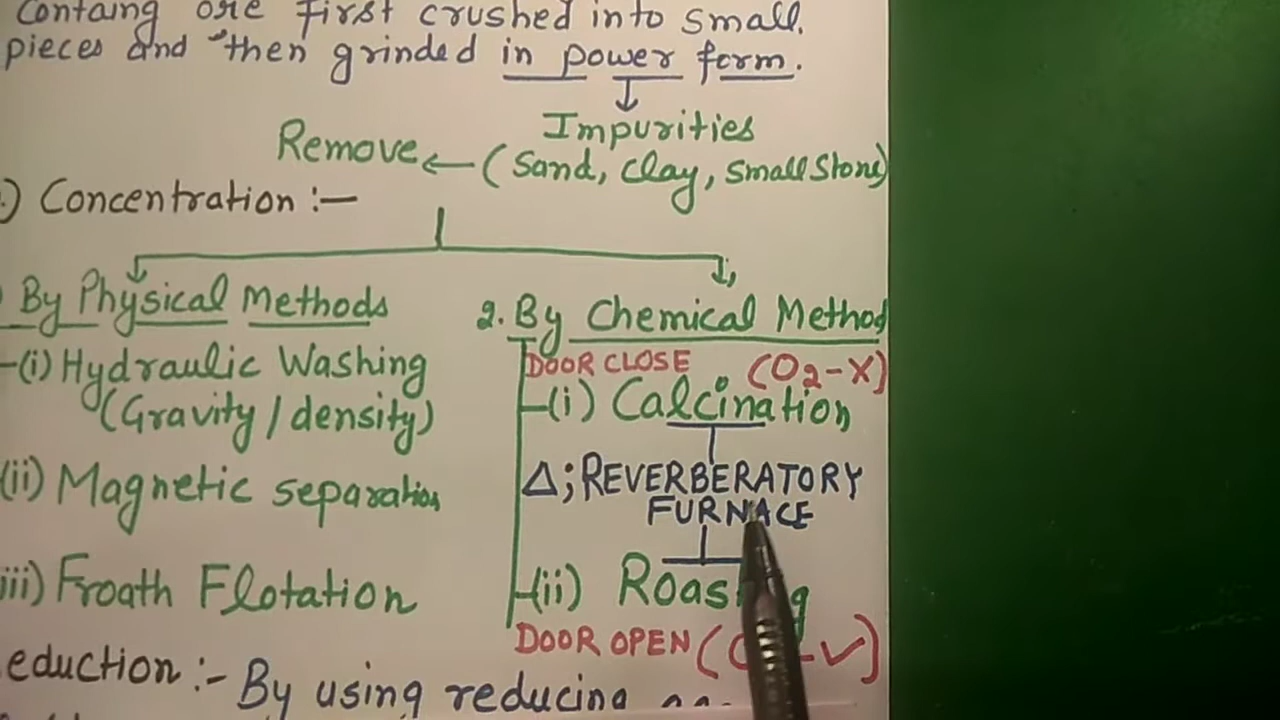 Containg ore first crushed into small.
pieces and then grinded in power form.
Impurities
Remove ← (Sand, clay, small Stone)
.) Concentration :—
By Physical Methods
(i) Hydraulic Washing
(Gravity / density)
(ii) Magnetic separation
iii) Froath Flotation
2. By Chemical Method
DOOR CLOSE (O2-X)
(i) Calcination
Δ; REVERBERATORY
FURNACE
(ii)
DOOR OPEN
eduction :- By using reducing